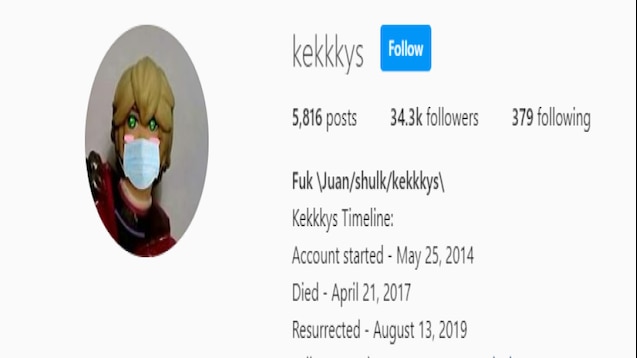 kekkkys Follow
5,816 posts 34.3k followers 379 following
Fuk \Juan/shulk/kekkkys\
Kekkkys Timeline:
Account started - May 25, 2014
Died - April 21, 2017
Resurrected - August 13, 2019